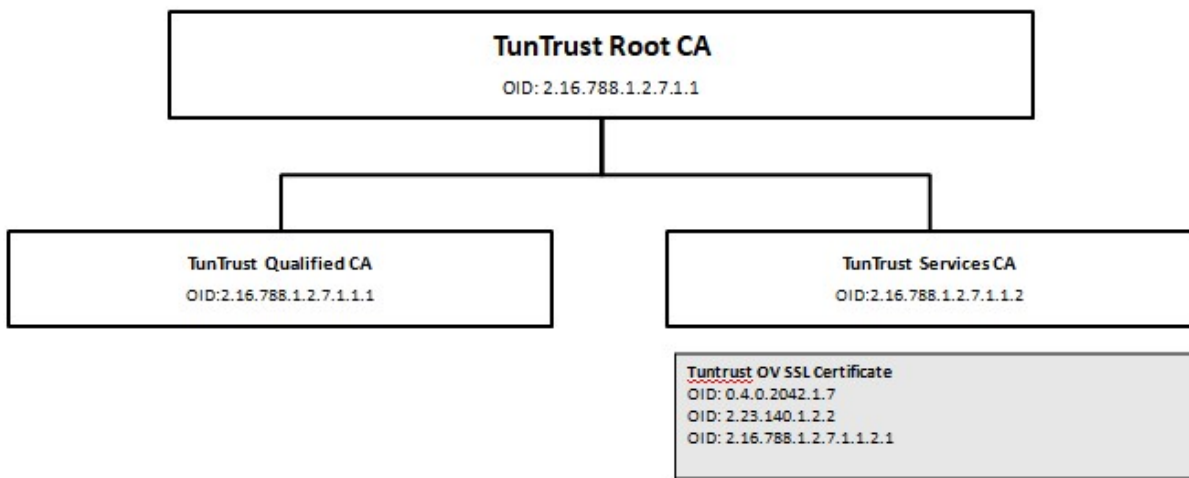 TunTrust Root CA
OID: 2.16.788.1.2.7.1.1
TunTrust Qualified CA
OID:2.16.788.1.2.7.1.1.1
TunTrust Services CA
OID:2.16.788.1.2.7.1.1.2
Tuntrust OV SSL Certificate
OID: 0.4.0.2042.1.7
OID: 2.23.140.1.2.2
OID: 2.16.788.1.2.7.1.1.2.1